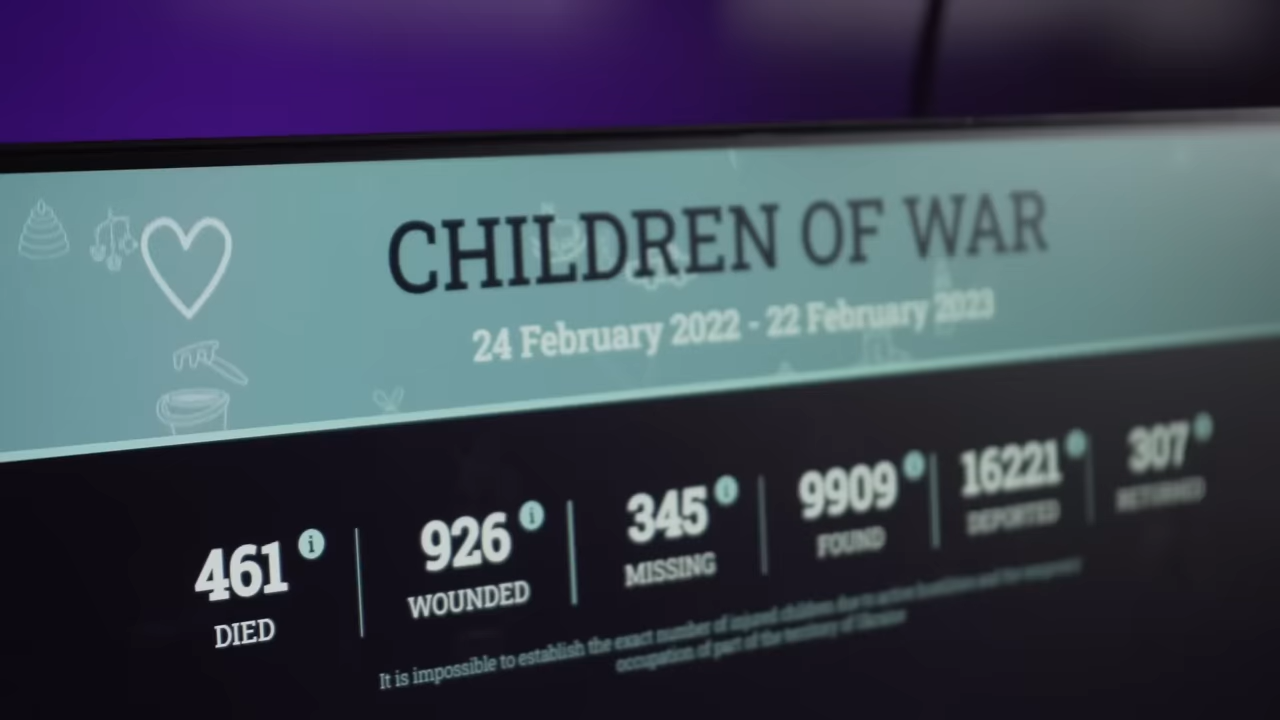 CHILDREN OF WAR
24 February 2022 - 22 February 2023
461 i 926 i 345 i 9909 i 16221 307
DIED WOUNDED MISSING FOUND DEPORTED RETURNED
It is impossible to establish the exact number of injured children due to active hostilities and the temporary
occupation of part of the territory of Ukraine